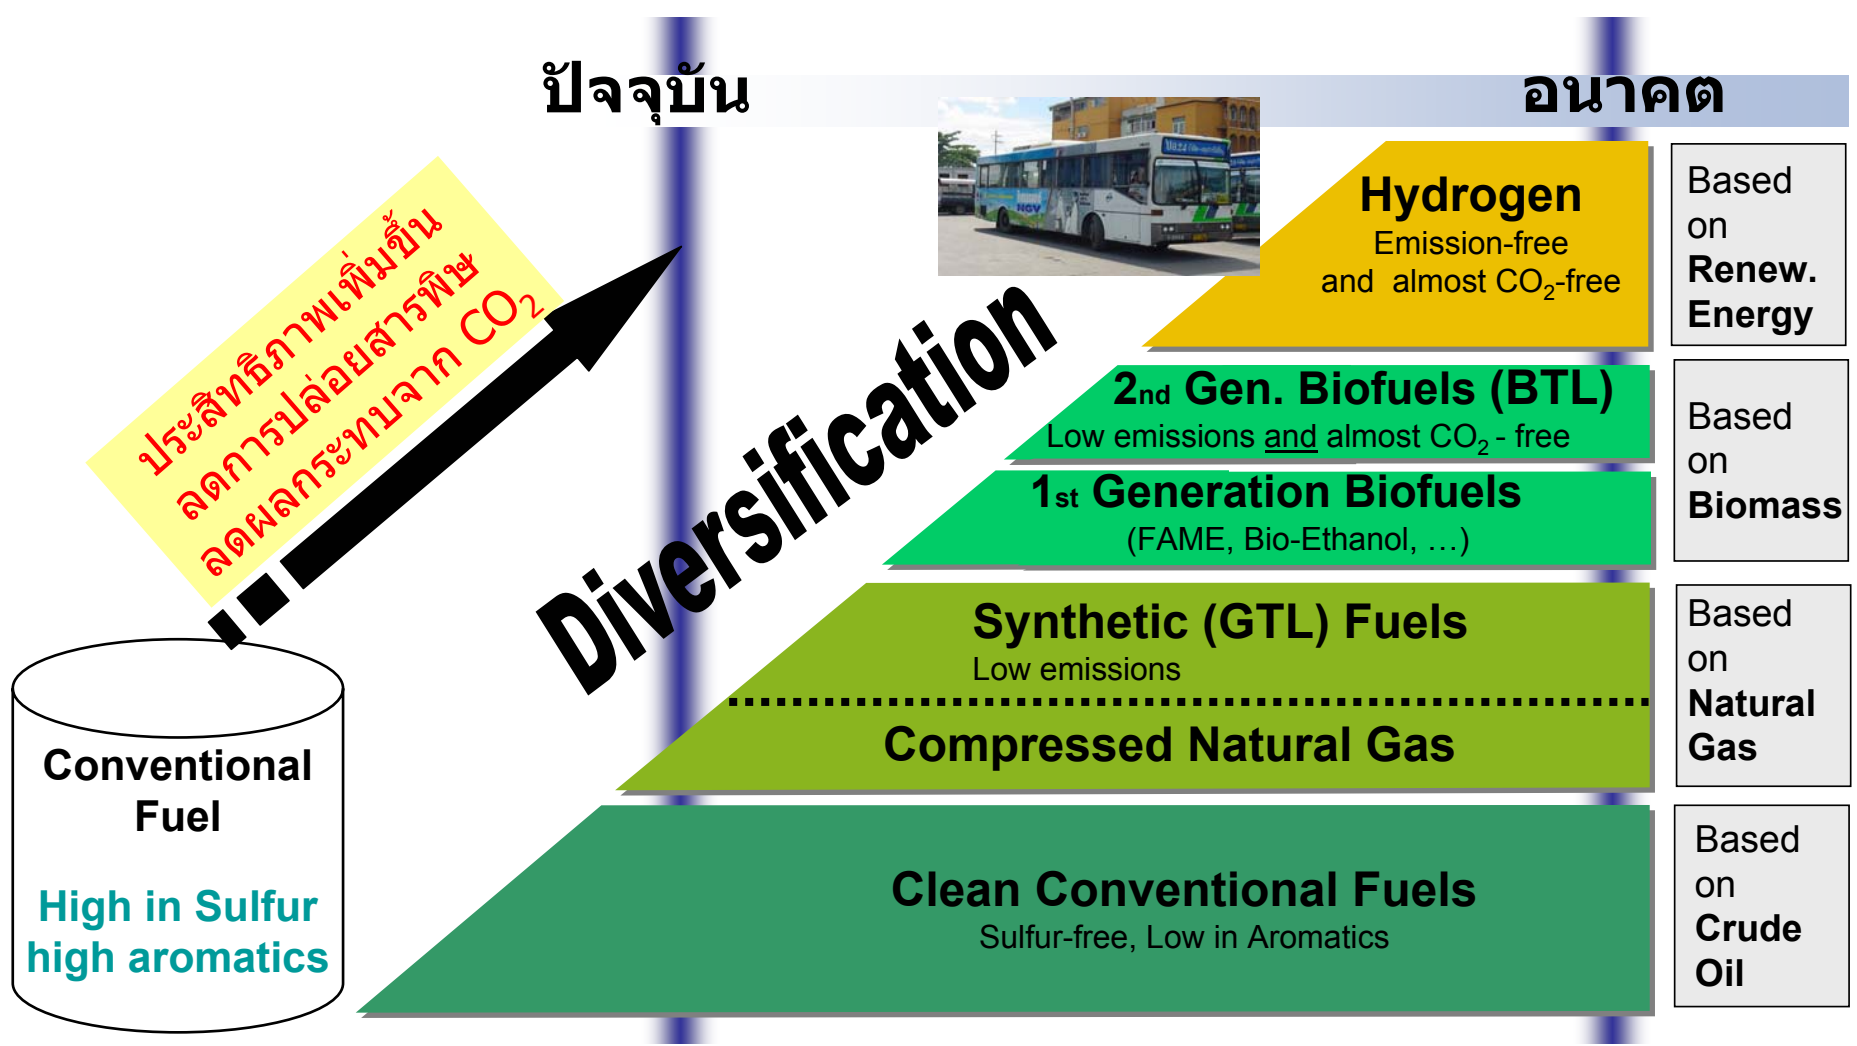 ปัจจุบัน
อนาคต
ประสิทธิภาพเพิ่มขึ้น
ลดการปล่อยสารพิษ
ลดผลกระทบจาก CO₂
Diversification
NGV
Conventional
Fuel
High in Sulfur
high aromatics
Hydrogen
Emission-free
and almost CO₂-free
Based
on
Renew.
Energy
2nd Gen. Biofuels (BTL)
Low emissions and almost CO₂ - free
1st Generation Biofuels
(FAME, Bio-Ethanol, …)
Based
on
Biomass
Synthetic (GTL) Fuels
Low emissions
Compressed Natural Gas
Based
on
Natural
Gas
Clean Conventional Fuels
Sulfur-free, Low in Aromatics
Based
on
Crude
Oil